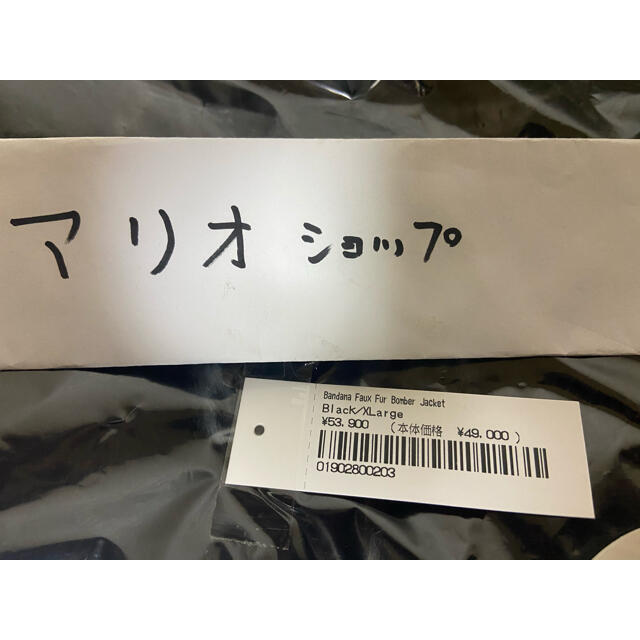 アリオ ショップ
Bandana Faux Fur Bomber Jacket
Black/XLarge
¥53,900 (本体価格 ¥49,000)
01902800203